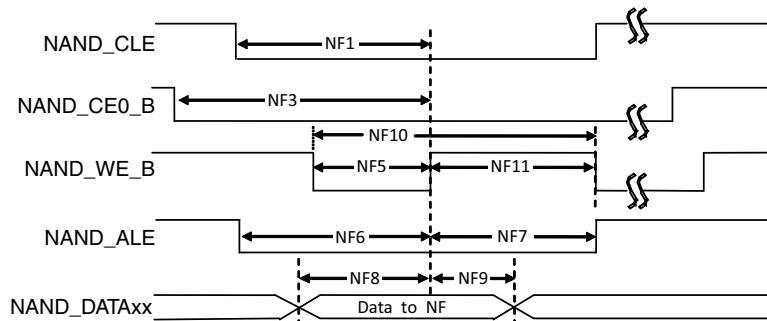 NAND_CLE
NF1
NAND_CE0_B
NF3
NF10
NAND_WE_B
NF5
NF11
NAND_ALE
NF6
NF7
NF8
NF9
NAND_DATAxx
Data to NF